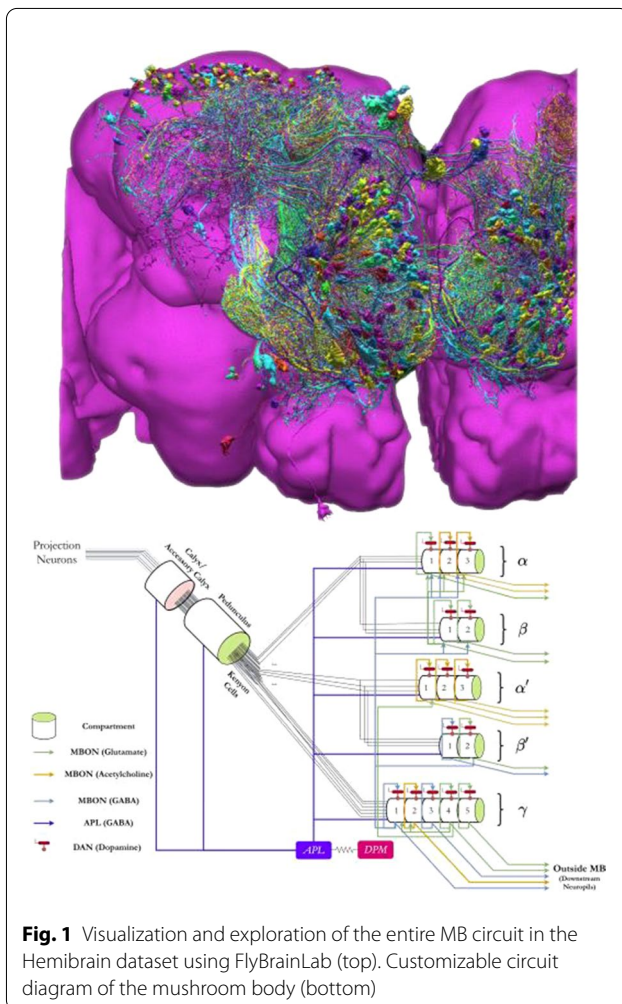 Projection
Neurons
Calyx/
Accessory Calyx
Pedunculus
Kenyon
Cells
...
...
1 2 3 } α
1 2 } β
1 2 3 } α'
1 2 } β'
1 2 3 4 5 } γ
Compartment
MBON (Glutamate)
MBON (Acetylcholine)
MBON (GABA)
APL (GABA)
DAN (Dopamine)
APL
DPM
Outside MB
(Downstream
Neuropils)
Fig. 1 Visualization and exploration of the entire MB circuit in the
Hemibrain dataset using FlyBrainLab (top). Customizable circuit
diagram of the mushroom body (bottom)